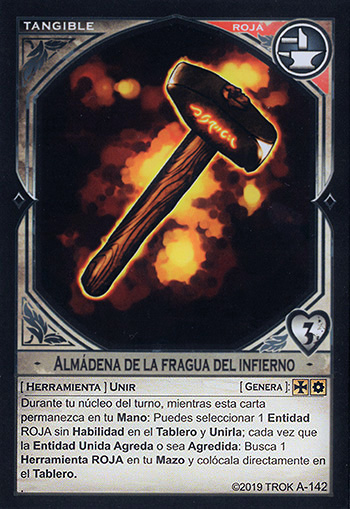 TANGIBLE
ROJA
3
ALMÁDENA DE LA FRAGUA DEL INFIERNO
[ HERRAMIENTA ] UNIR [ GENERA ]:
Durante tu núcleo del turno, mientras esta carta
permanezca en tu Mano: Puedes seleccionar 1 Entidad
ROJA sin Habilidad en el Tablero y Unirla; cada vez que
la Entidad Unida Agreda o sea Agredida: Busca 1
Herramienta ROJA en tu Mazo y colócala directamente en
el Tablero.
©2019 TROK A-142